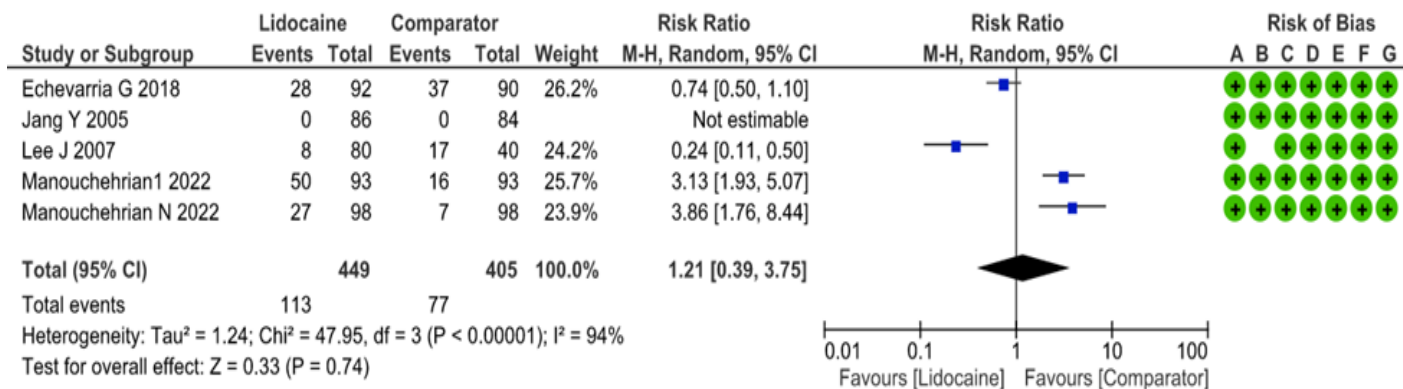 Lidocaine Comparator Risk Ratio Risk Ratio Risk of Bias
Study or Subgroup Events Total Events Total Weight M-H, Random, 95% CI M-H, Random, 95% CI A B C D E F G
Echevarria G 2018 28 92 37 90 26.2% 0.74 [0.50, 1.10] + + + + + + +
Jang Y 2005 0 86 0 84 Not estimable + + + + + + +
Lee J 2007 8 80 17 40 24.2% 0.24 [0.11, 0.50] + + + + + +
Manouchehrian1 2022 50 93 16 93 25.7% 3.13 [1.93, 5.07] + + + + + + +
Manouchehrian N 2022 27 98 7 98 23.9% 3.86 [1.76, 8.44] + + + + + + +
Total (95% CI) 449 405 100.0% 1.21 [0.39, 3.75]
Total events 113 77
Heterogeneity: Tau² = 1.24; Chi² = 47.95, df = 3 (P < 0.00001); I² = 94%
Test for overall effect: Z = 0.33 (P = 0.74)
0.01 0.1 1 10 100
Favours [Lidocaine] Favours [Comparator]